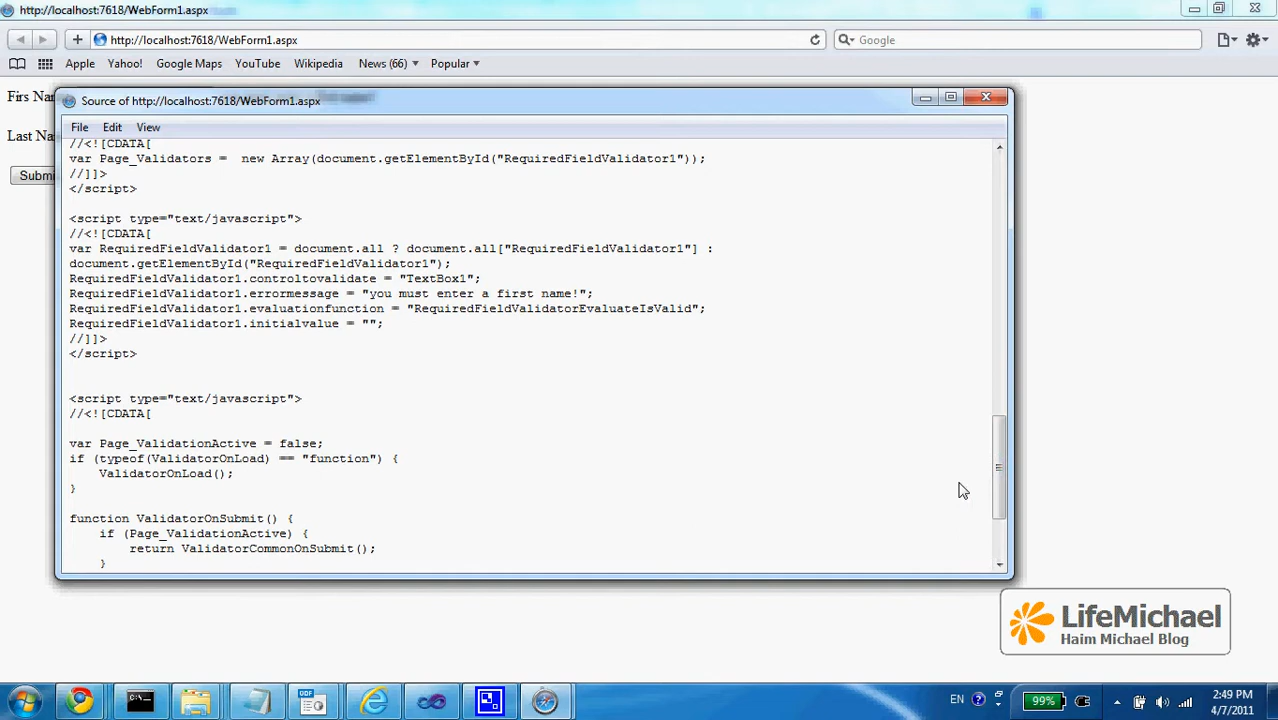 http://localhost:7618/WebForm1.aspx
http://localhost:7618/WebForm1.aspx
Google
Apple Yahoo! Google Maps YouTube Wikipedia News (66) Popular
Firs Na
Source of http://localhost:7618/WebForm1.aspx
File Edit View
Last Na
Submi
//<![CDATA[
var Page_Validators =  new Array(document.getElementById("RequiredFieldValidator1"));
//]]>
</script>
<script type="text/javascript">
//<![CDATA[
var RequiredFieldValidator1 = document.all ? document.all["RequiredFieldValidator1"] :
document.getElementById("RequiredFieldValidator1");
RequiredFieldValidator1.controltovalidate = "TextBox1";
RequiredFieldValidator1.errormessage = "you must enter a first name!";
RequiredFieldValidator1.evaluationfunction = "RequiredFieldValidatorEvaluateIsValid";
RequiredFieldValidator1.initialvalue = "";
//]]>
</script>
<script type="text/javascript">
//<![CDATA[
var Page_ValidationActive = false;
if (typeof(ValidatorOnLoad) == "function") {
    ValidatorOnLoad();
}
function ValidatorOnSubmit() {
    if (Page_ValidationActive) {
        return ValidatorCommonOnSubmit();
    }
LifeMichael
Haim Michael Blog
EN
99%
2:49 PM
4/7/2011